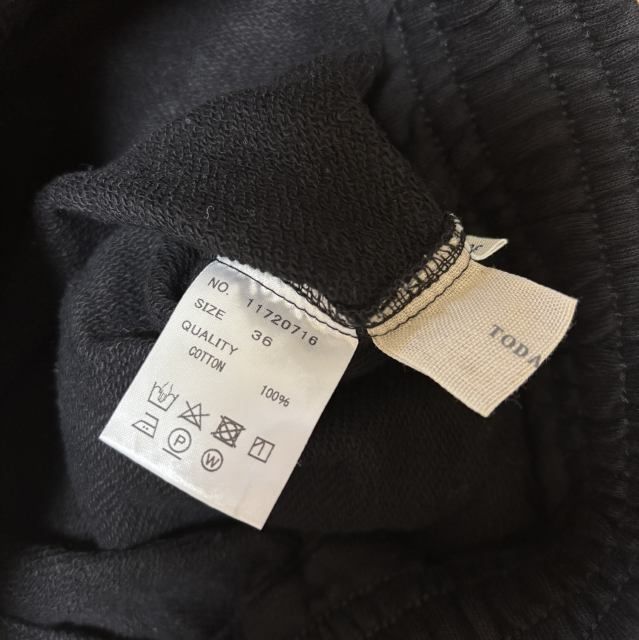 NO. 11720716
SIZE 36
QUALITY
COTTON 100%
P
W
TODA